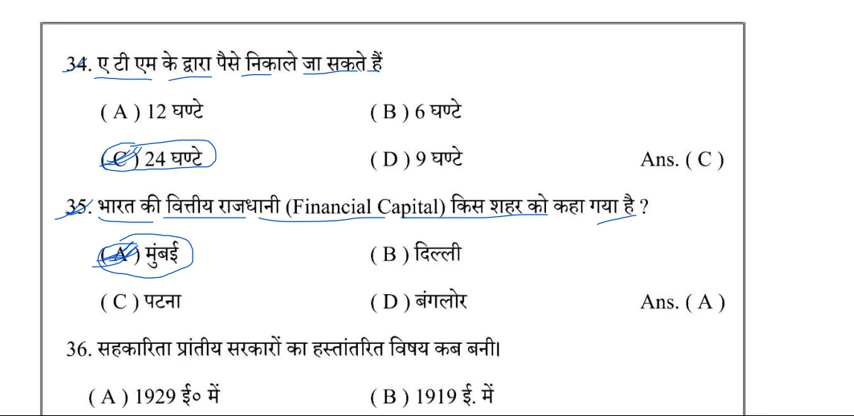 34. ए टी एम के द्वारा पैसे निकाले जा सकते हैं
( A ) 12 घण्टे ( B ) 6 घण्टे
( C ) 24 घण्टे ( D ) 9 घण्टे Ans. ( C )
35. भारत की वित्तीय राजधानी (Financial Capital) किस शहर को कहा गया है ?
( A ) मुंबई ( B ) दिल्ली
( C ) पटना ( D ) बंगलोर Ans. ( A )
36. सहकारिता प्रांतीय सरकारों का हस्तांतरित विषय कब बनी।
( A ) 1929 ई० में ( B ) 1919 ई. में